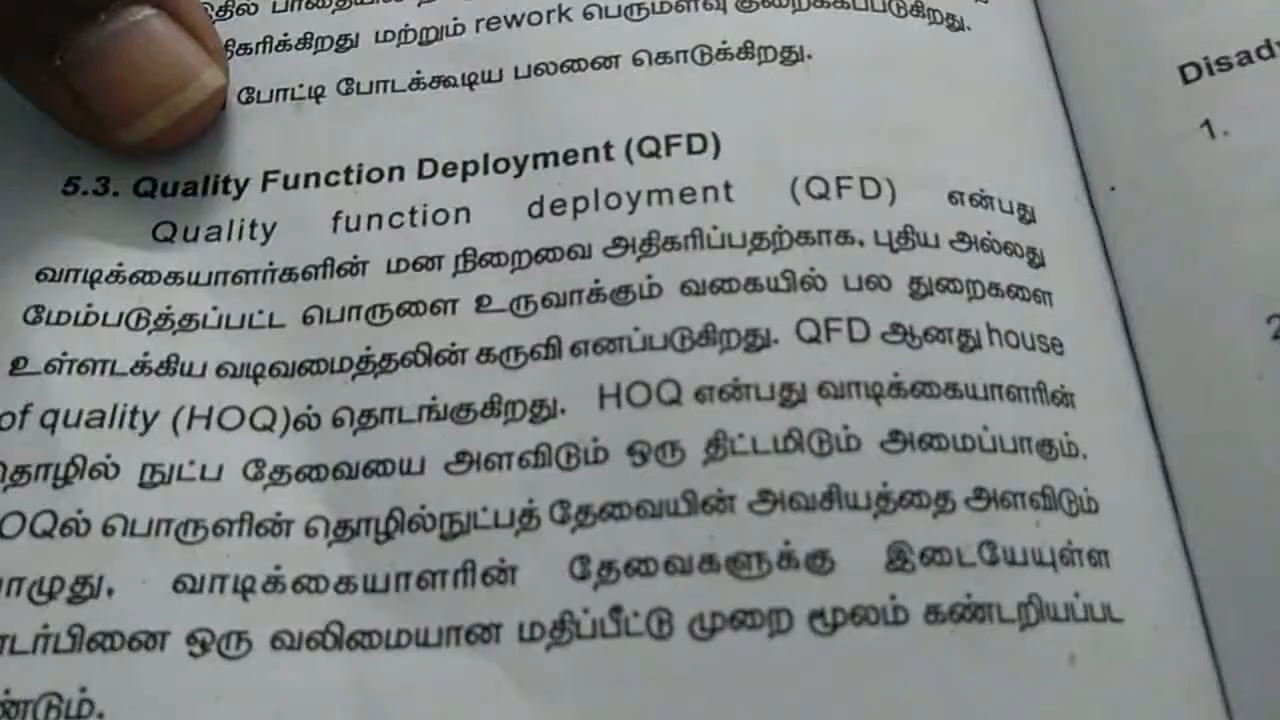 மற்றும் rework பெருமளவு குறைக்கப்படுகிறது.
போட்டி போடக்கூடிய பலனை கொடுக்கிறது.
5.3. Quality Function Deployment (QFD)
Quality function deployment (QFD) என்பது
வாடிக்கையாளர்களின் மன நிறைவை அதிகரிப்பதற்காக, புதிய அல்லது
மேம்படுத்தப்பட்ட பொருளை உருவாக்கும் வகையில் பல துறைகளை
உள்ளடக்கிய வடிவமைத்தலின் கருவி எனப்படுகிறது. QFD ஆனது house
of quality (HOQ)ல் தொடங்குகிறது. HOQ என்பது வாடிக்கையாளரின்
நுட்ப தேவையை அளவிடும் ஒரு திட்டமிடும் அமைப்பாகும்.
OQல் பொருளின் தொழில்நுட்பத் தேவையின் அவசியத்தை அளவிடும்
வாடிக்கையாளரின் தேவைகளுக்கு இடையேயுள்ள
ஒரு வலிமையான மதிப்பீட்டு முறை மூலம் கண்டறியப்பட
1.